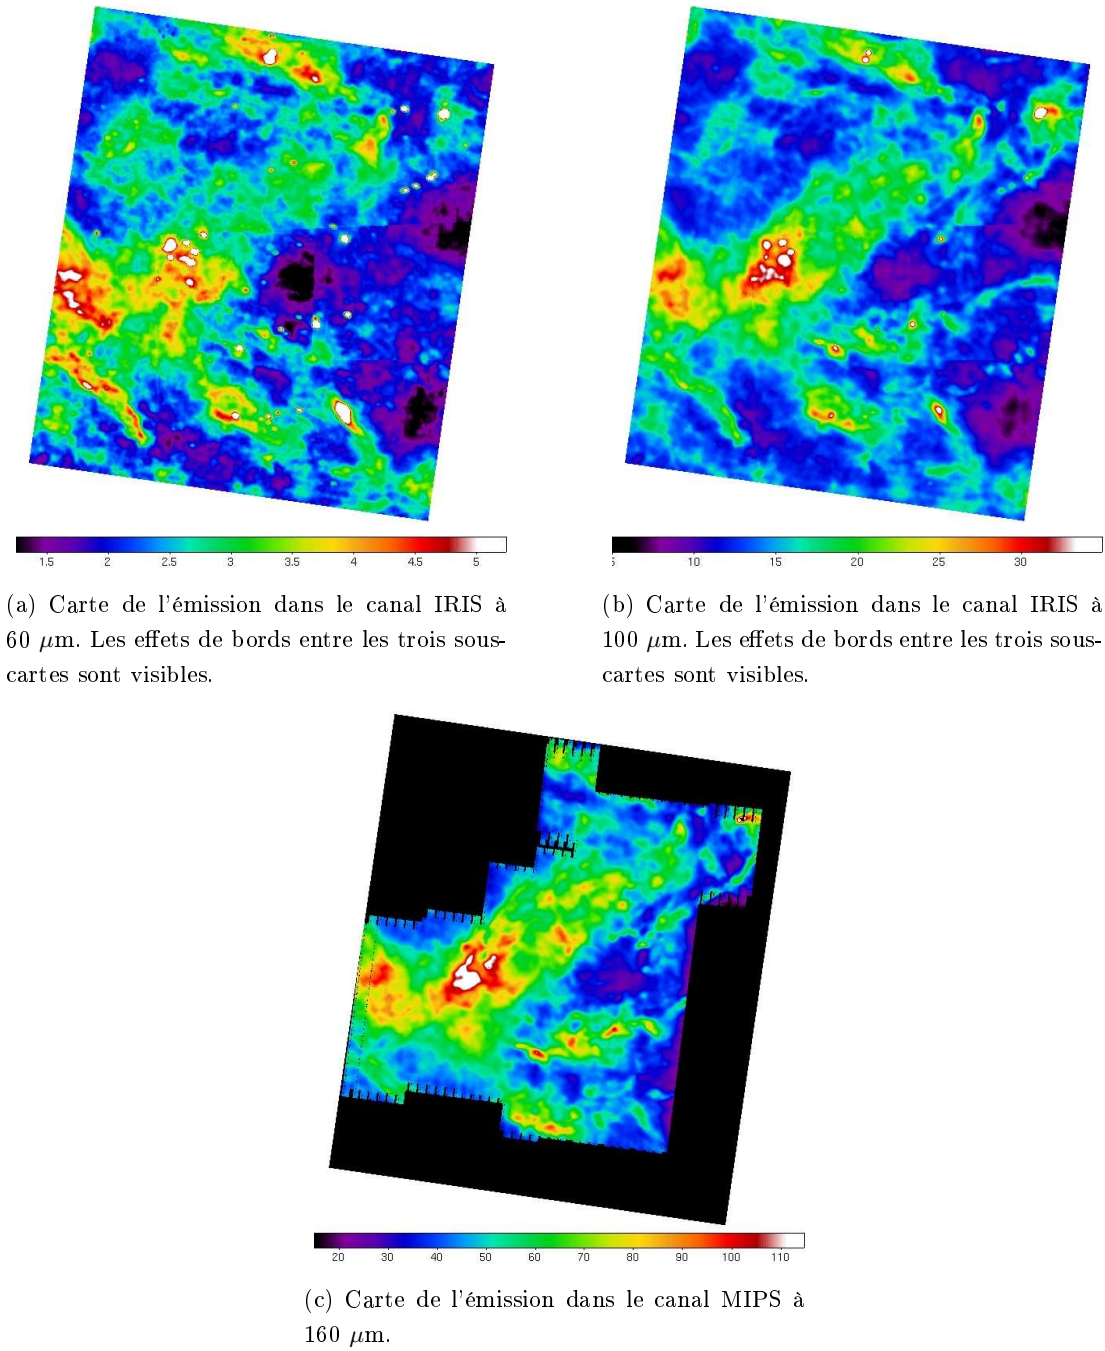 1.5 2 2.5 3 3.5 4 4.5 5
(a) Carte de l'émission dans le canal IRIS à
60 μm. Les effets de bords entre les trois sous-
cartes sont visibles.
5 10 15 20 25 30
(b) Carte de l'émission dans le canal IRIS à
100 μm. Les effets de bords entre les trois sous-
cartes sont visibles.
20 30 40 50 60 70 80 90 100 110
(c) Carte de l'émission dans le canal MIPS à
160 μm.